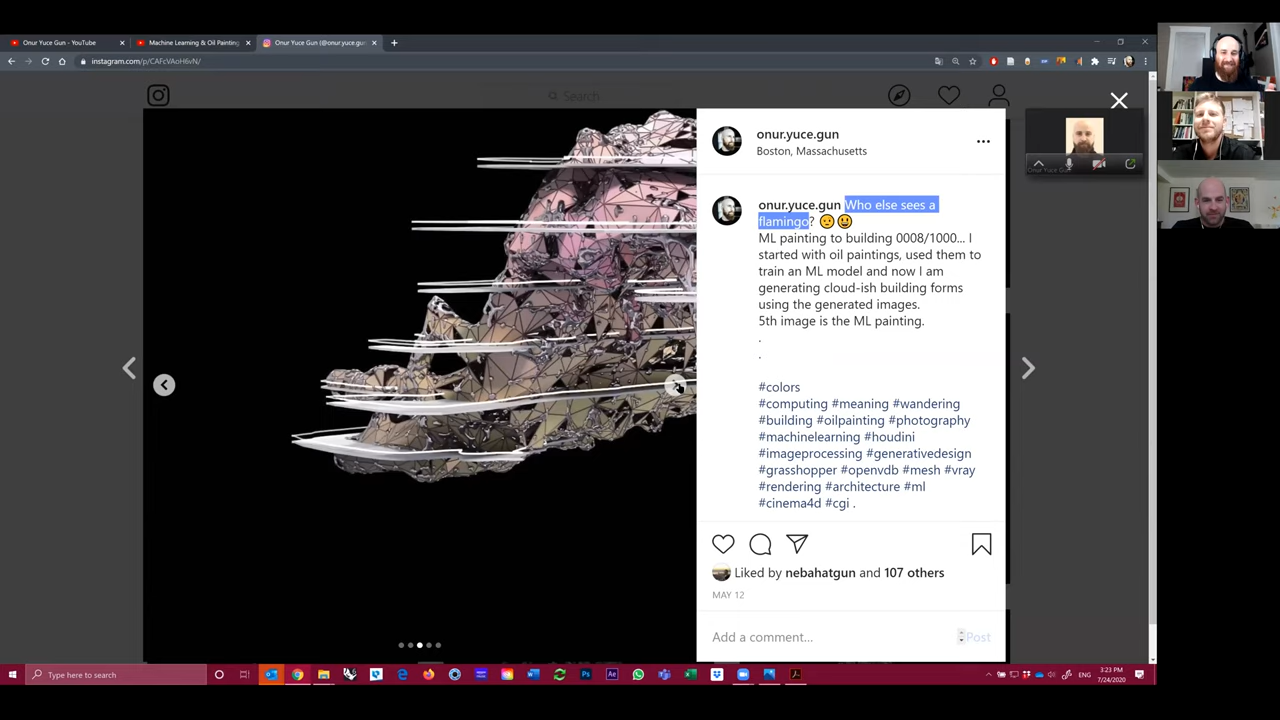 Onur Yuce Gun - YouTube
Machine Learning & Oil Painting
Onur Yuce Gun (@onur.yuce.gun
instagram.com/p/CAFcVAoH6vN/
Search
onur.yuce.gun
Boston, Massachusetts
Onur Yuce Gun
onur.yuce.gun Who else sees a
flamingo? 🤨😃
ML painting to building 0008/1000... I
started with oil paintings, used them to
train an ML model and now I am
generating cloud-ish building forms
using the generated images.
5th image is the ML painting.
.
.
#colors
#computing #meaning #wandering
#building #oilpainting #photography
#machinelearning #houdini
#imageprocessing #generativedesign
#grasshopper #openvdb #mesh #vray
#rendering #architecture #ml
#cinema4d #cgi .
Liked by nebahatgun and 107 others
MAY 12
Add a comment...
Post
Type here to search
ENG
3:23 PM
7/24/2020